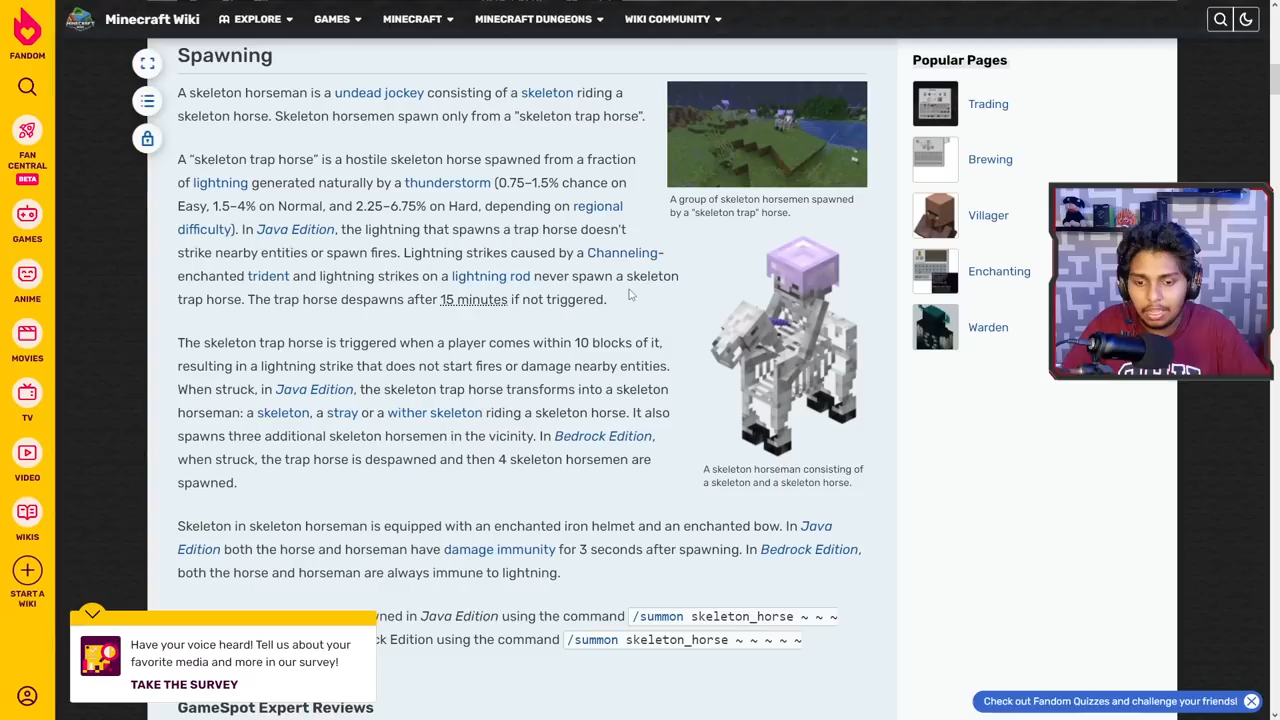 Minecraft Wiki
EXPLORE
GAMES
MINECRAFT
MINECRAFT DUNGEONS
WIKI COMMUNITY
FANDOM
FAN CENTRAL
BETA
GAMES
ANIME
MOVIES
TV
VIDEO
WIKIS
START A WIKI
Spawning
A skeleton horseman is a undead jockey consisting of a skeleton riding a
skeleton horse. Skeleton horsemen spawn only from a "skeleton trap horse".
A "skeleton trap horse" is a hostile skeleton horse spawned from a fraction
of lightning generated naturally by a thunderstorm (0.75–1.5% chance on
Easy, 1.5–4% on Normal, and 2.25–6.75% on Hard depending on regional
difficulty). In Java Edition, the lightning that spawns a trap horse doesn't
strike nearby entities or spawn fires. Lightning strikes caused by a Channeling-
enchanted trident and lightning strikes on a lightning rod never spawn a skeleton
trap horse. The trap horse despawns after 15 minutes if not triggered.
The skeleton trap horse is triggered when a player comes within 10 blocks of it,
resulting in a lightning strike that does not start fires or damage nearby entities.
When struck, in Java Edition, the skeleton trap horse transforms into a skeleton
horseman: a skeleton, a stray or a wither skeleton riding a skeleton horse. It also
spawns three additional skeleton horsemen in the vicinity. In Bedrock Edition,
when struck, the trap horse is despawned and then 4 skeleton horsemen are
spawned.
A group of skeleton horsemen spawned
by a "skeleton trap" horse.
A skeleton horseman consisting of
a skeleton and a skeleton horse.
Skeleton in skeleton horseman is equipped with an enchanted iron helmet and an enchanted bow. In Java
Edition both the horse and horseman have damage immunity for 3 seconds after spawning. In Bedrock Edition,
both the horse and horseman are always immune to lightning.
ned in Java Edition using the command /summon skeleton_horse ~ ~ ~
ck Edition using the command /summon skeleton_horse ~ ~ ~ ~ ~
GameSpot Expert Reviews
Have your voice heard! Tell us about your
favorite media and more in our survey!
TAKE THE SURVEY
Popular Pages
Trading
Brewing
Villager
Enchanting
Warden
Check out Fandom Quizzes and challenge your friends!